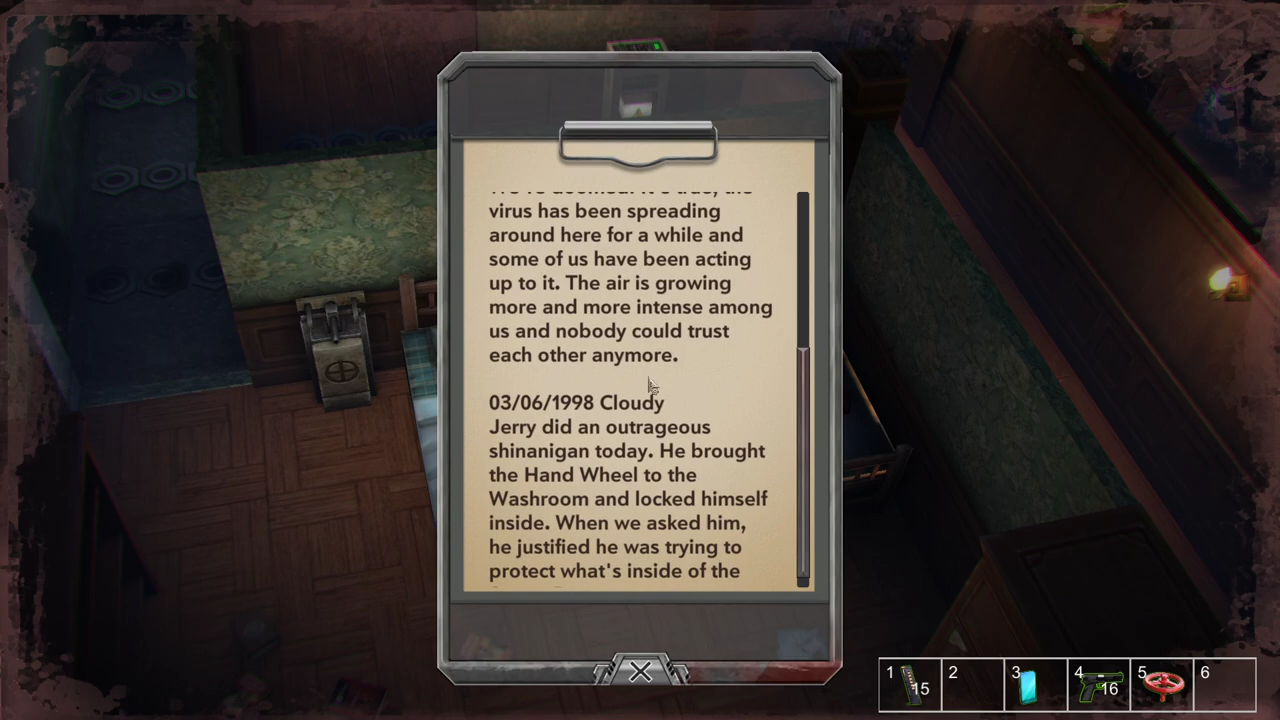 virus has been spreading
around here for a while and
some of us have been acting
up to it. The air is growing
more and more intense among
us and nobody could trust
each other anymore.
03/06/1998 Cloudy
Jerry did an outrageous
shinanigan today. He brought
the Hand Wheel to the
Washroom and locked himself
inside. When we asked him,
he justified he was trying to
protect what's inside of the
1 15 2 3 4 16 5 6